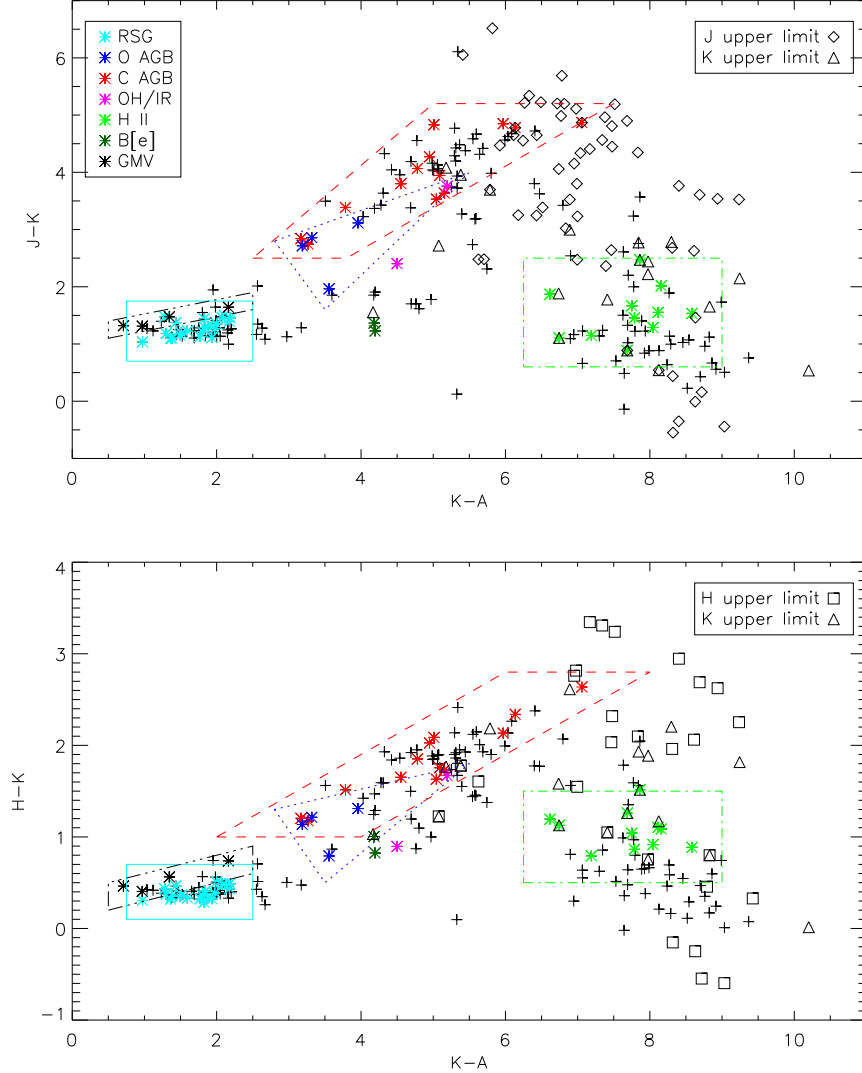 6
4
2
0
J-K
RSG
O AGB
C AGB
OH/IR
H II
B[e]
GMV
J upper limit
K upper limit
0
2
4
6
8
10
K-A
4
3
2
1
0
-1
H-K
H upper limit
K upper limit
0
2
4
6
8
10
K-A